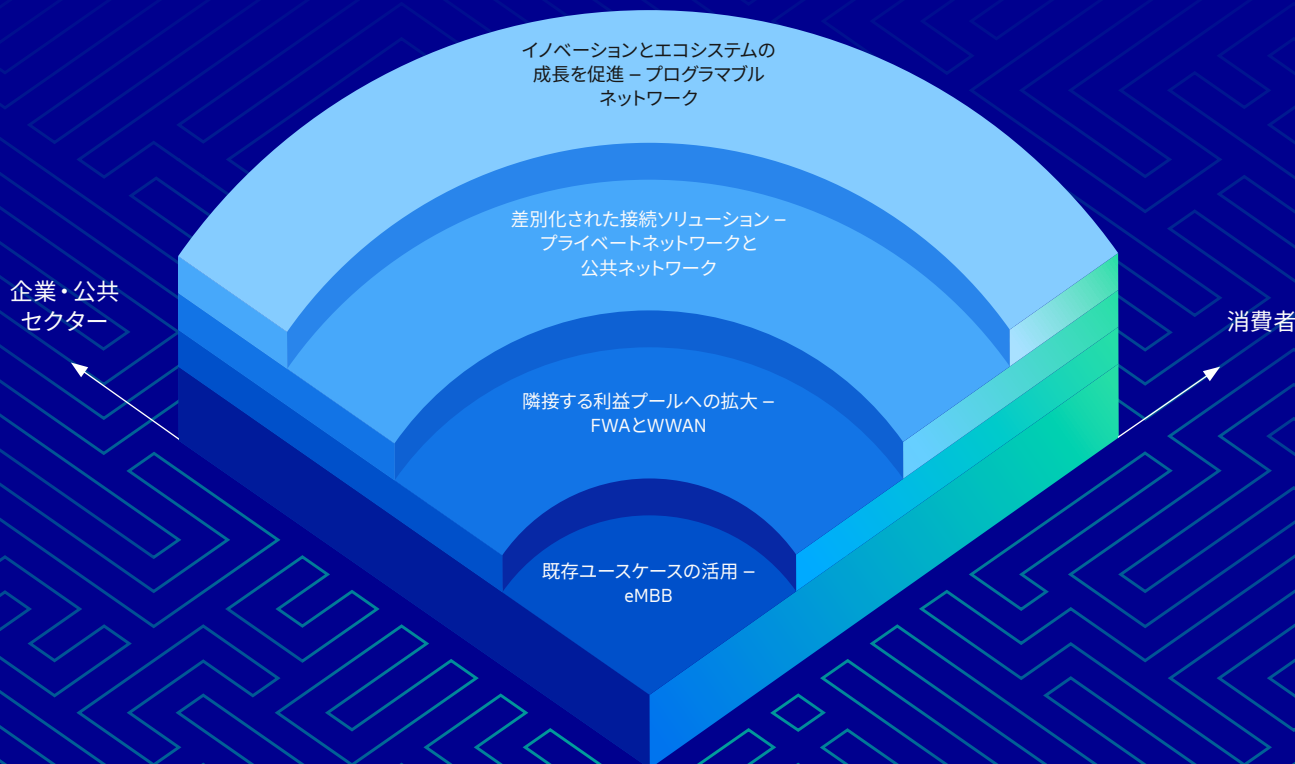 イノベーションとエコシステムの
成長を促進 – プログラマブル
ネットワーク
差別化された接続ソリューション –
プライベートネットワークと
公共ネットワーク
企業・公共
セクター
消費者
隣接する利益プールへの拡大 –
FWAとWWAN
既存ユースケースの活用 –
eMBB